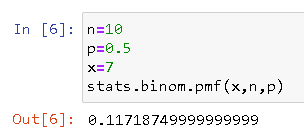 In [6]: n=10
p=0.5
x=7
stats.binom.pmf(x,n,p)
Out[6]: 0.11718749999999999